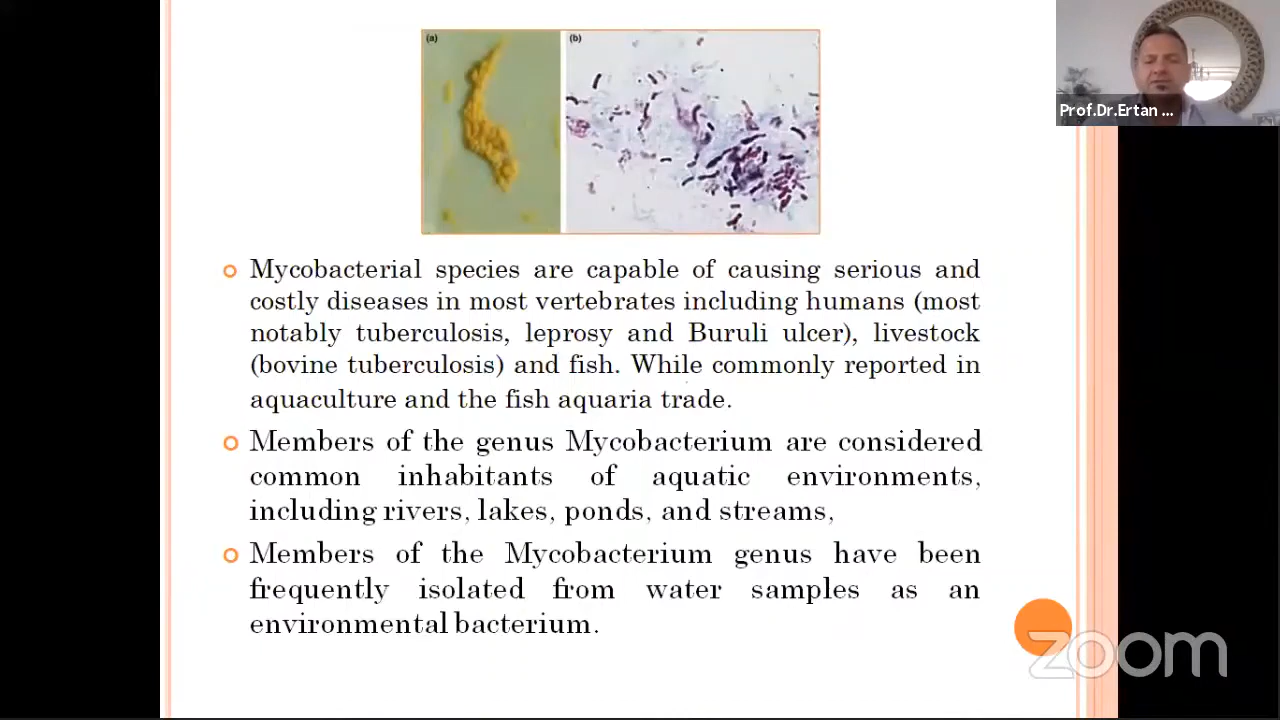 (a)
(b)
Prof.Dr.Ertan ...
Mycobacterial species are capable of causing serious and
costly diseases in most vertebrates including humans (most
notably tuberculosis, leprosy and Buruli ulcer), livestock
(bovine tuberculosis) and fish. While commonly reported in
aquaculture and the fish aquaria trade.
Members of the genus Mycobacterium are considered
common inhabitants of aquatic environments,
including rivers, lakes, ponds, and streams,
Members of the Mycobacterium genus have been
frequently isolated from water samples as an
environmental bacterium.
zoom